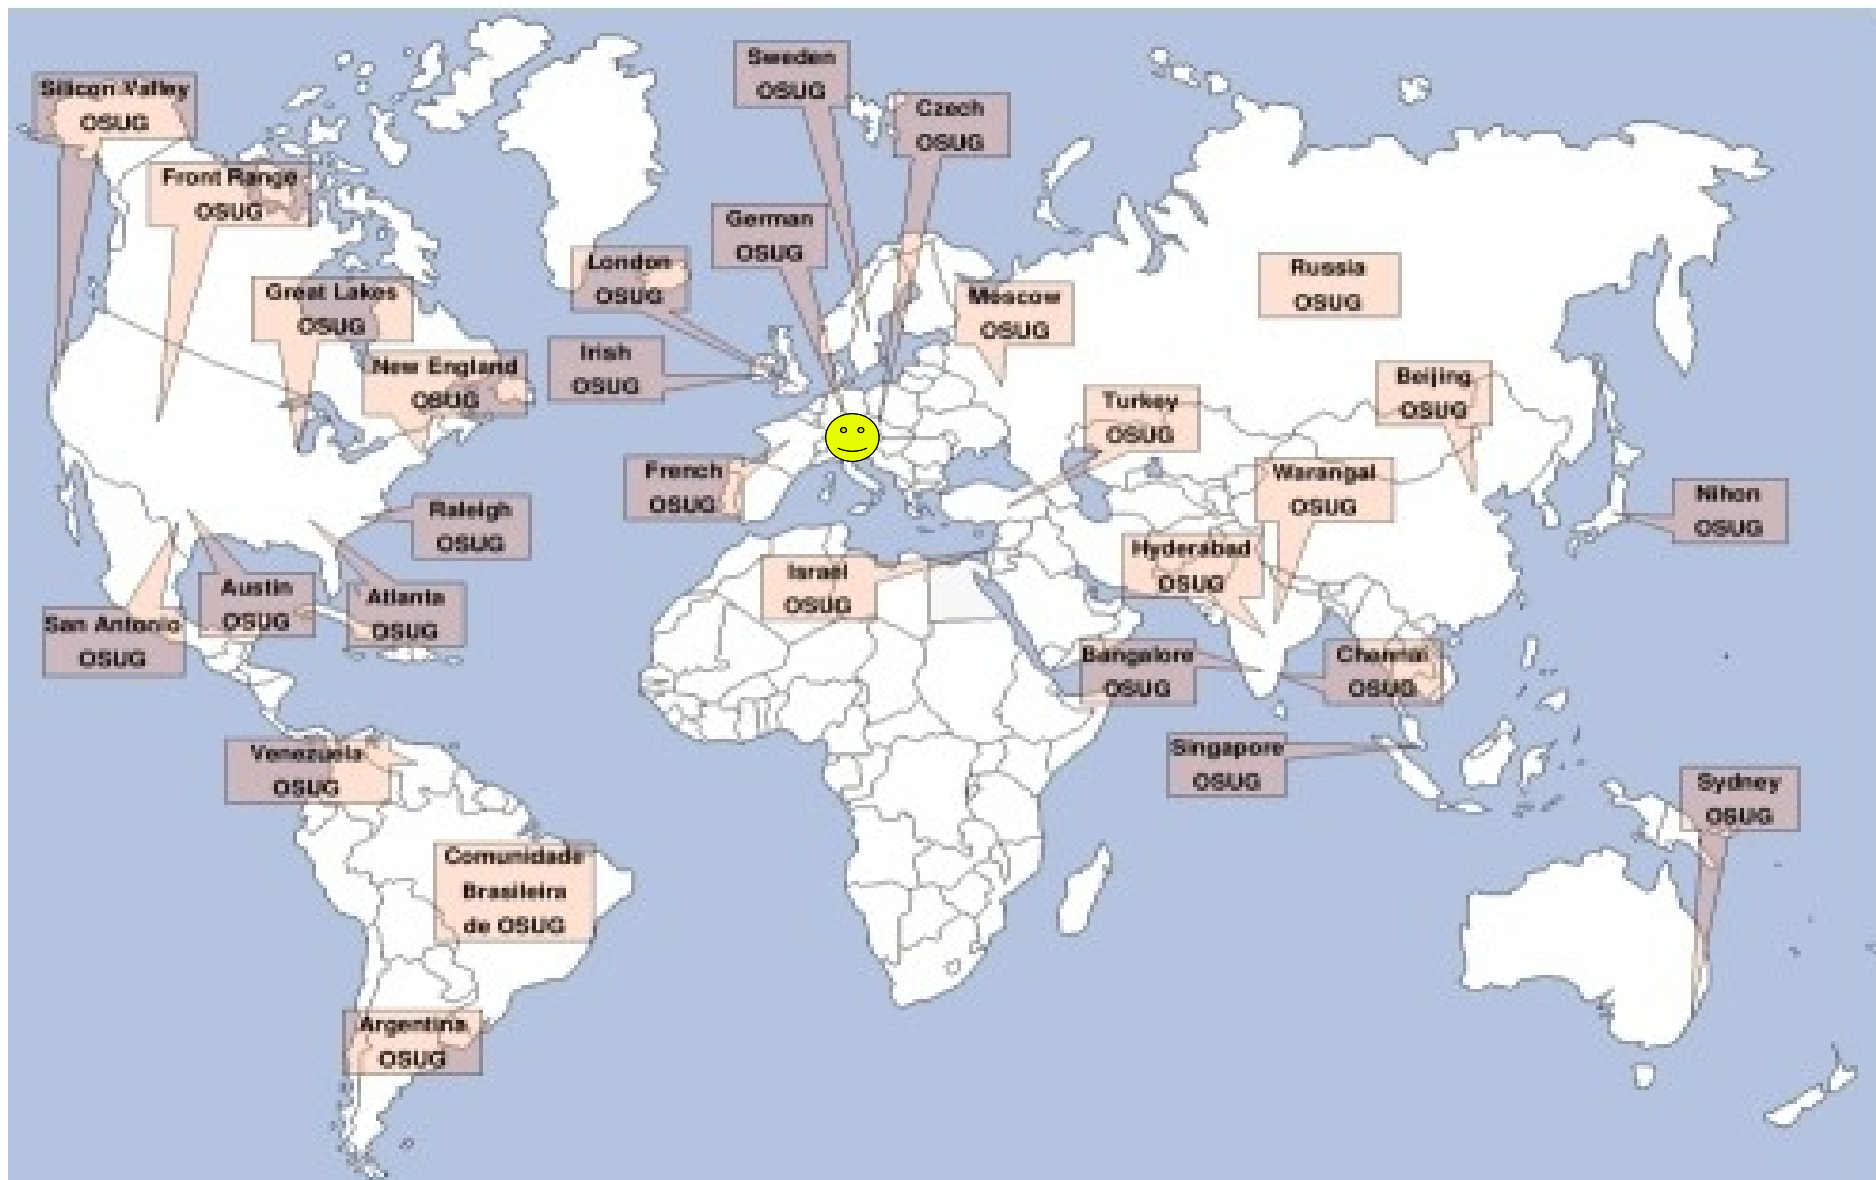 Sweden
OSUG
Silicon Valley
OSUG
Czech
OSUG
Front Range
OSUG
German
OSUG
London
OSUG
Russia
OSUG
Great Lakes
OSUG
Moscow
OSUG
Irish
OSUG
New England
OSUG
Beijing
OSUG
Turkey
OSUG
French
OSUG
Warangal
OSUG
Nihon
OSUG
Raleigh
OSUG
Hyderabad
OSUG
Israel
OSUG
Austin
OSUG
Atlanta
OSUG
San Antonio
OSUG
Bangalore
OSUG
Chennai
OSUG
Venezuela
OSUG
Singapore
OSUG
Sydney
OSUG
Comunidade
Brasileira
de OSUG
Argentina
OSUG